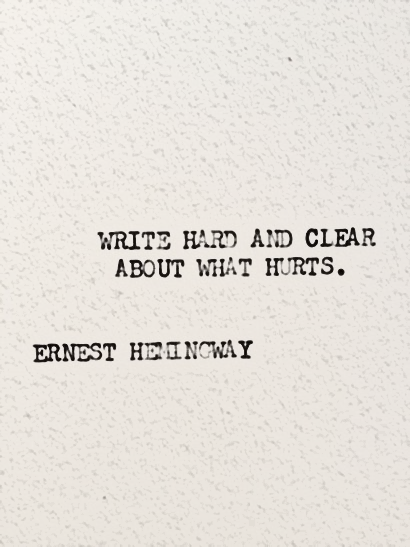 WRITE HARD AND CLEAR
ABOUT WHAT HURTS.
ERNEST HEMINGWAY